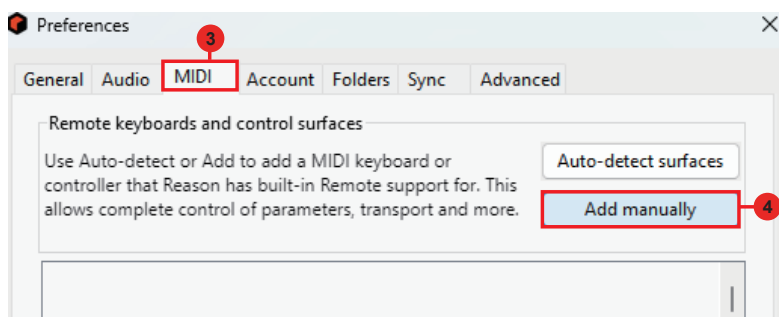 Preferences
3
General Audio MIDI Account Folders Sync Advanced
Remote keyboards and control surfaces
Use Auto-detect or Add to add a MIDI keyboard or
controller that Reason has built-in Remote support for. This
allows complete control of parameters, transport and more.
Auto-detect surfaces
Add manually
4